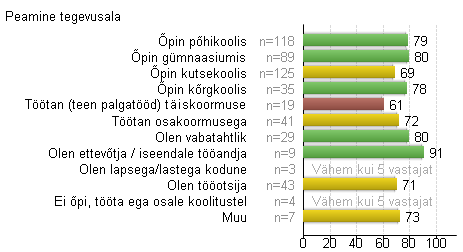 Peamine tegevusala
Õpin põhikoolis n=118 79
Õpin gümnaasiumis n=89 80
Õpin kutsekoolis n=125 69
Õpin kõrgkoolis n=35 78
Töötan (teen palgatööd) täiskoormuse n=19 61
Töötan osakoormusega n=41 72
Olen vabatahtlik n=29 80
Olen ettevõtja / iseendale tööandja n=9 91
Olen lapsega/lastega kodune n=3 Vähem kui 5 vastajat
Olen tööotsija n=43 71
Ei õpi, tööta ega osale koolitustel n=4 Vähem kui 5 vastajat
Muu n=7 73
0 20 40 60 80 100